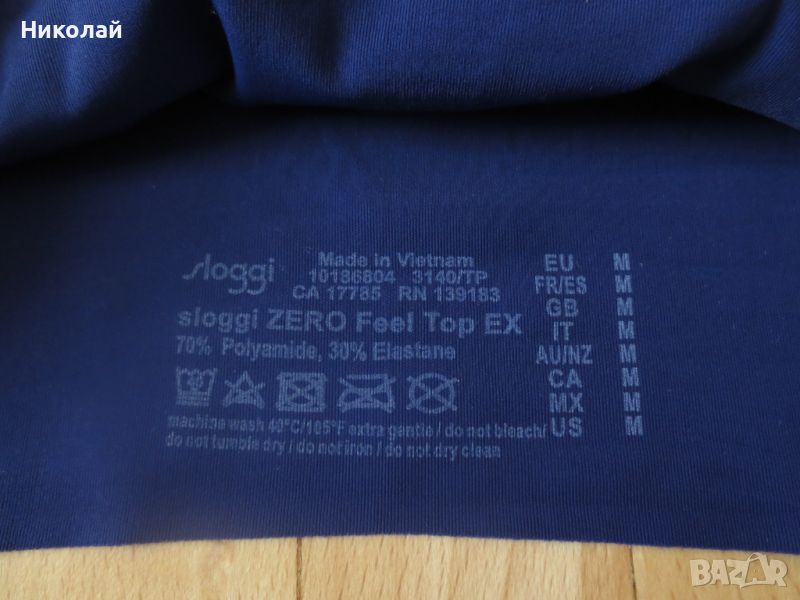 Николай
sloggi
Made in Vietnam
10186804 3140/TP
CA 17785 RN 139183
sloggi ZERO Feel Top EX
70% Polyamide, 30% Elastane
40
machine wash 40°C/105°F extra gentle / do not bleach/
do not tumble dry / do not iron / do not dry clean
EU M
FR/ES M
GB M
IT M
AU/NZ M
CA M
MX M
US M
BAZAR